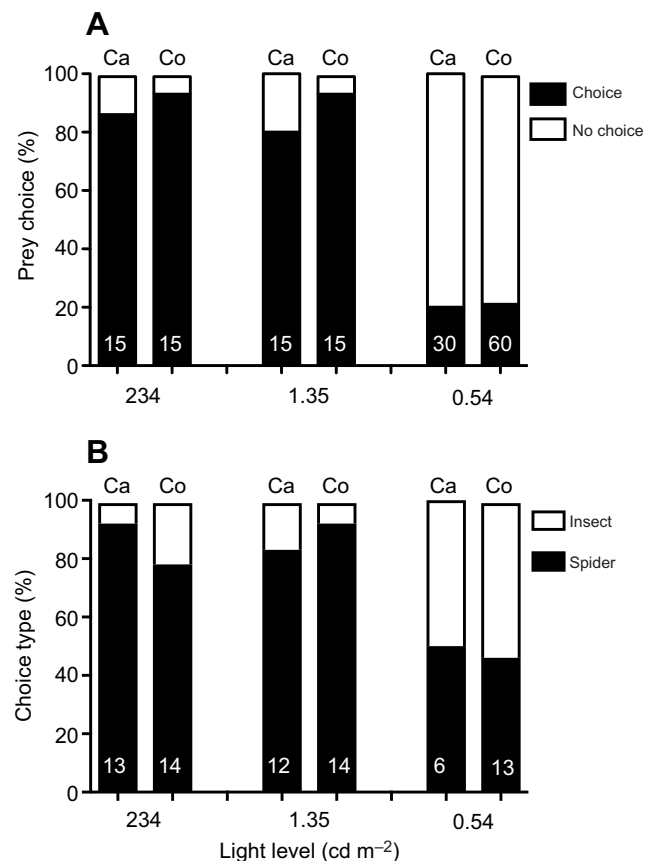 A
Ca Co Ca Co Ca Co
100
80
60
40
20
0
Prey choice (%)
Choice
No choice
15 15 15 15 30 60
234 1.35 0.54
B
Ca Co Ca Co Ca Co
100
80
60
40
20
0
Choice type (%)
Insect
Spider
13 14 12 14 6 13
234 1.35 0.54
Light level (cd m–2)